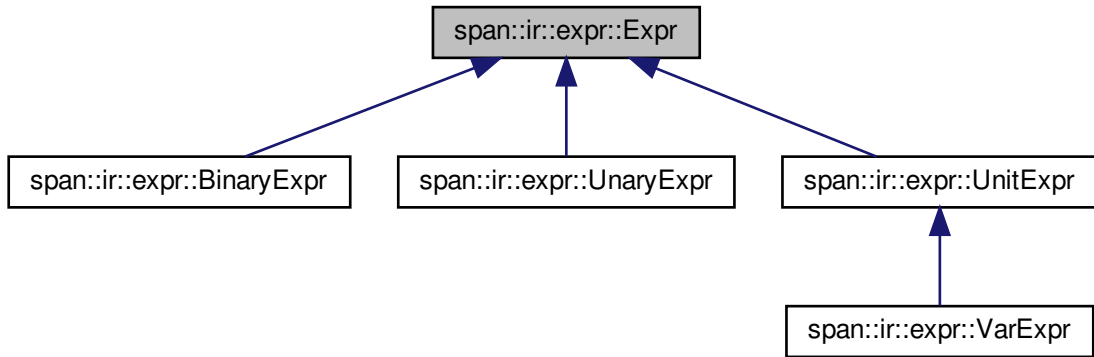 span::ir::expr::Expr
span::ir::expr::BinaryExpr
span::ir::expr::UnaryExpr
span::ir::expr::UnitExpr
span::ir::expr::VarExpr